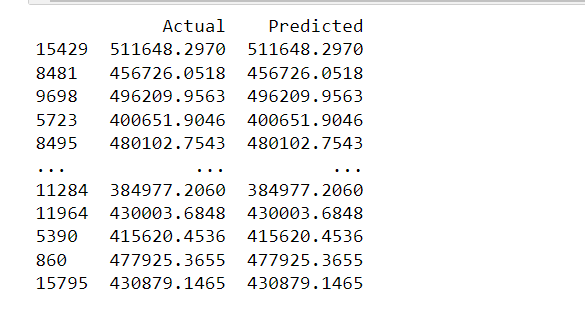 Actual Predicted
15429 511648.2970 511648.2970
8481 456726.0518 456726.0518
9698 496209.9563 496209.9563
5723 400651.9046 400651.9046
8495 480102.7543 480102.7543
... ... ...
11284 384977.2060 384977.2060
11964 430003.6848 430003.6848
5390 415620.4536 415620.4536
860 477925.3655 477925.3655
15795 430879.1465 430879.1465